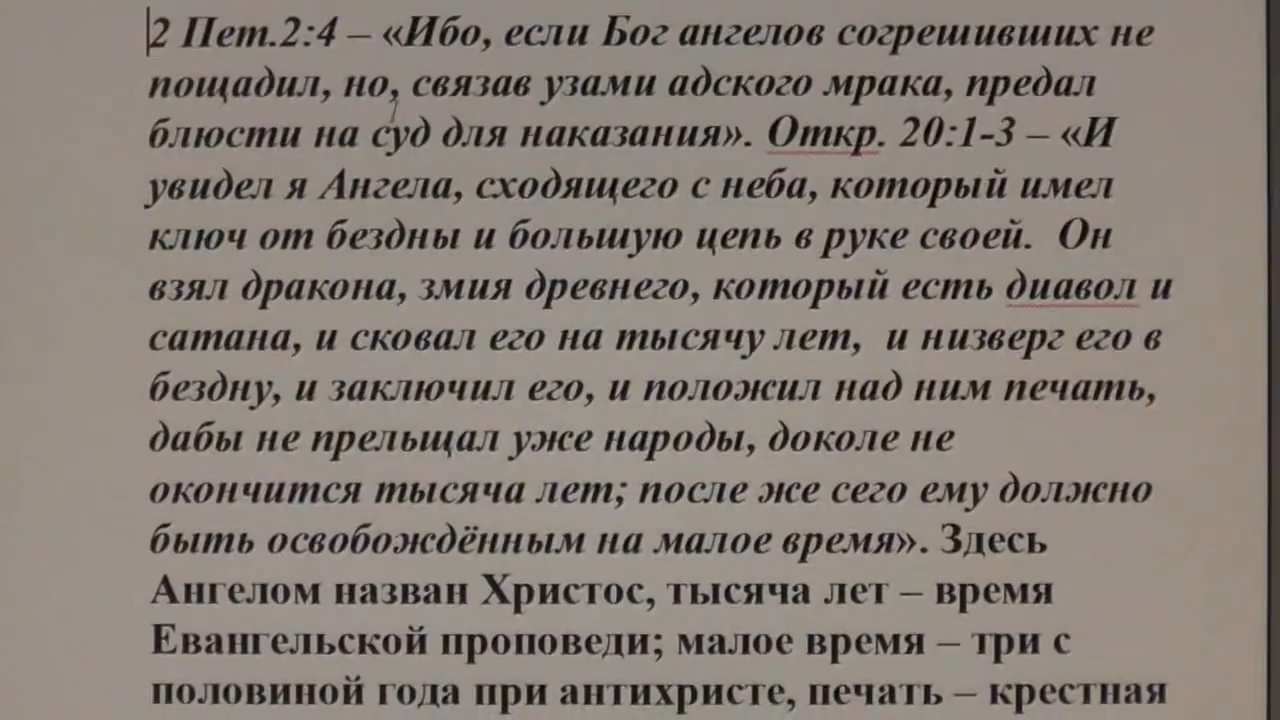 2 Пет.2:4 – «Ибо, если Бог ангелов согрешивших не
пощадил, но, связав узами адского мрака, предал
блюсти на суд для наказания». Откр. 20:1-3 – «И
увидел я Ангела, сходящего с неба, который имел
ключ от бездны и большую цепь в руке своей. Он
взял дракона, змия древнего, который есть диавол и
сатана, и сковал его на тысячу лет, и низверг его в
бездну, и заключил его, и положил над ним печать,
дабы не прельщал уже народы, доколе не
окончится тысяча лет; после же сего ему должно
быть освобождённым на малое время». Здесь
Ангелом назван Христос, тысяча лет – время
Евангельской проповеди; малое время – три с
половиной года при антихристе, печать – крестная